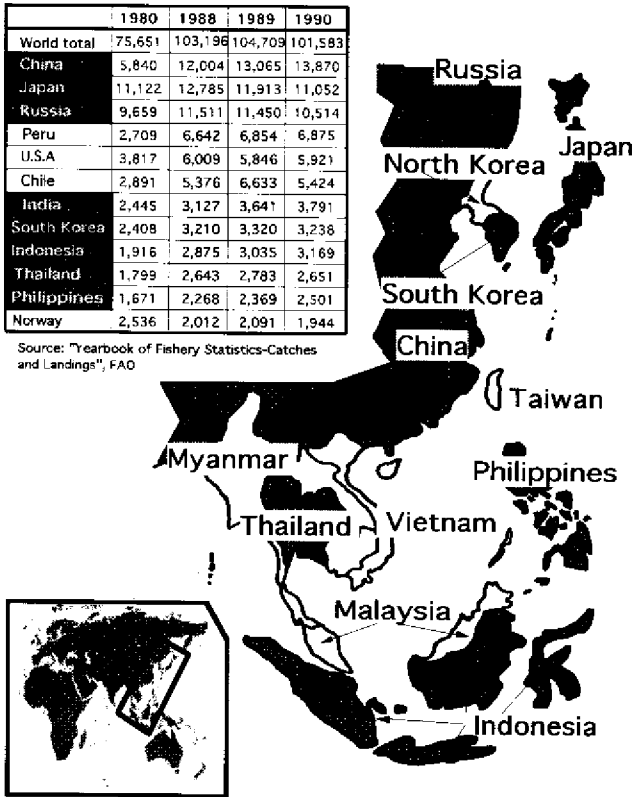 1980 1988 1989 1990
World total 75,651 103,196 104,709 101,583
China 5,840 12,004 13,065 13,870
Japan 11,122 12,785 11,913 11,052
Russia 9,659 11,511 11,450 10,514
Peru 2,709 6,642 6,854 6,875
U.S.A 3,817 6,009 5,846 5,921
Chile 2,891 5,376 6,633 5,424
India 2,445 3,127 3,641 3,791
South Korea 2,408 3,210 3,320 3,238
Indonesia 1,916 2,875 3,035 3,169
Thailand 1,799 2,643 2,783 2,651
Philippines 1,671 2,268 2,369 2,501
Norway 2,536 2,012 2,091 1,944
Source: "Yearbook of Fishery Statistics-Catches
and Landings", FAO
Russia
Japan
North Korea
South Korea
China
Taiwan
Myanmar
Philippines
Thailand
Vietnam
Malaysia
Indonesia